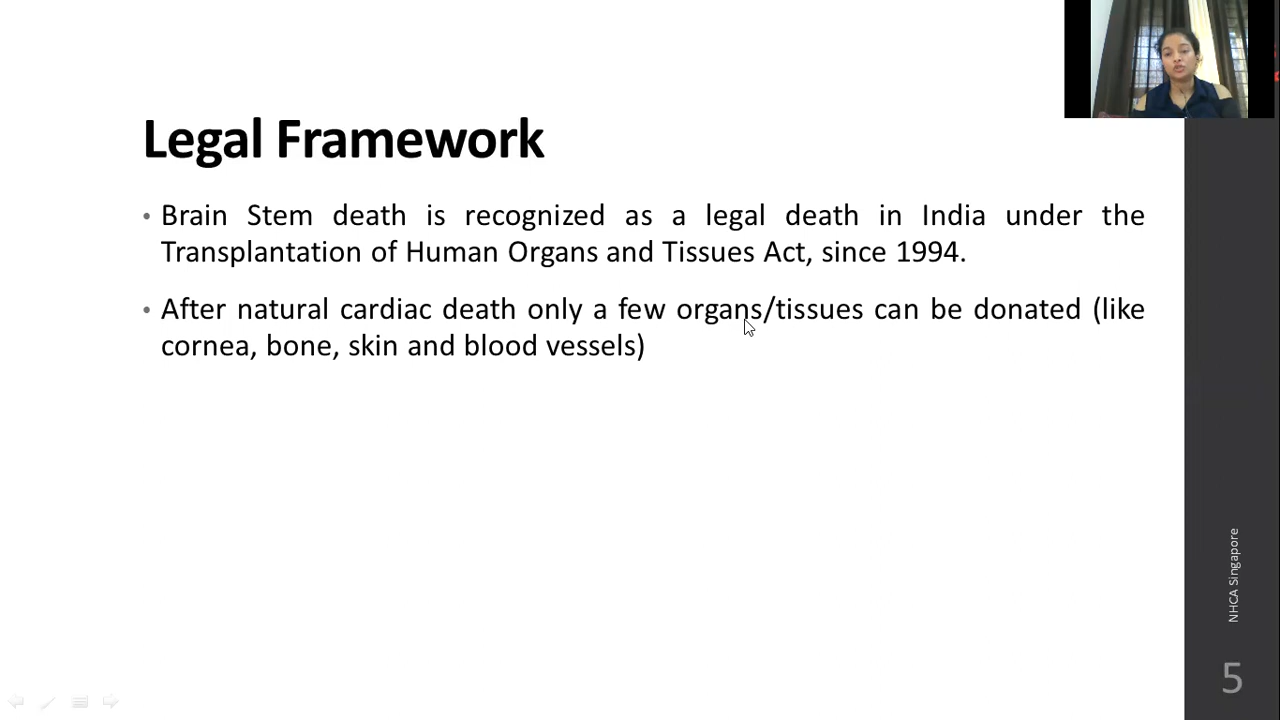 Legal Framework
• Brain Stem death is recognized as a legal death in India under the
Transplantation of Human Organs and Tissues Act, since 1994.
• After natural cardiac death only a few organs/tissues can be donated (like
cornea, bone, skin and blood vessels)
NHCA Singapore
5